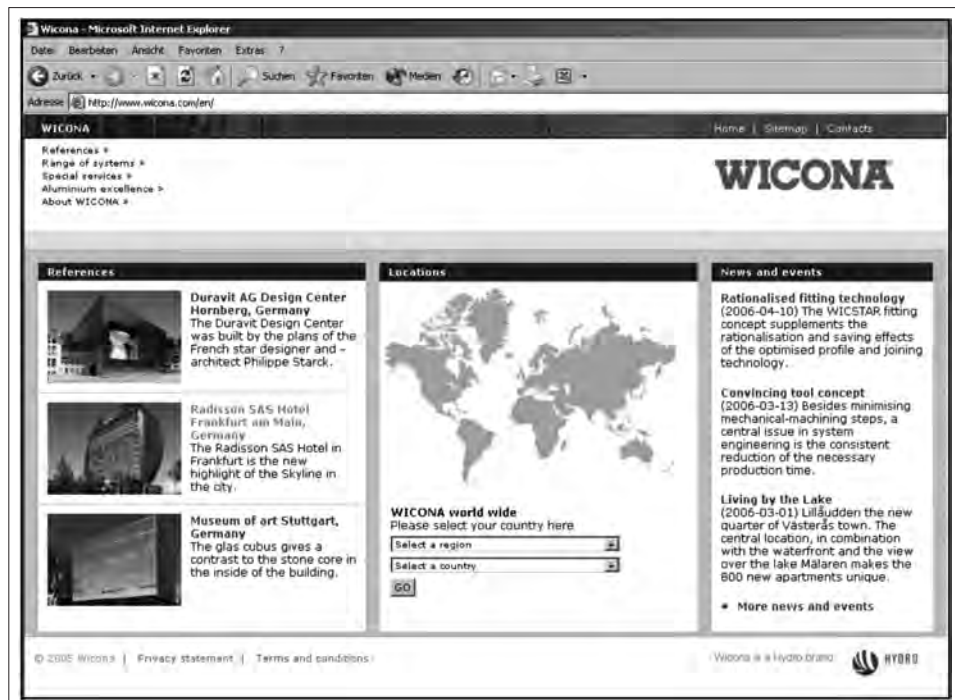 Wicona - Microsoft Internet Explorer
Datei Bearbeiten Ansicht Favoriten Extras ?
Zurück Suchen Favoriten Medien
Adresse http://www.wicona.com/en/
WICONA Home | Sitemap | Contacts
References »
Range of systems »
Special services »
Aluminium excellence »
About WICONA »
WICONA
References
Duravit AG Design Center
Hornberg, Germany
The Duravit Design Center
was built by the plans of the
French star designer and –
architect Philippe Starck.
Radisson SAS Hotel
Frankfurt am Main,
Germany
The Radisson SAS Hotel in
Frankfurt is the new
highlight of the Skyline in
the city.
Museum of art Stuttgart,
Germany
The glas cubus gives a
contrast to the stone core in
the inside of the building.
Locations
WICONA world wide
Please select your country here
Select a region
Select a country
GO
News and events
Rationalised fitting technology
(2006-04-10) The WICSTAR fitting
concept supplements the
rationalisation and saving effects
of the optimised profile and joining
technology.
Convincing tool concept
(2006-03-13) Besides minimising
mechanical-machining steps, a
central issue in system
engineering is the consistent
reduction of the necessary
production time.
Living by the Lake
(2006-03-01) Lillåudden the new
quarter of Västerås town. The
central location, in combination
with the waterfront and the view
over the lake Mälaren makes the
800 new apartments unique.
• More news and events
© 2005 Wicona | Privacy statement | Terms and conditions
Wicona is a Hydro brand HYDRO